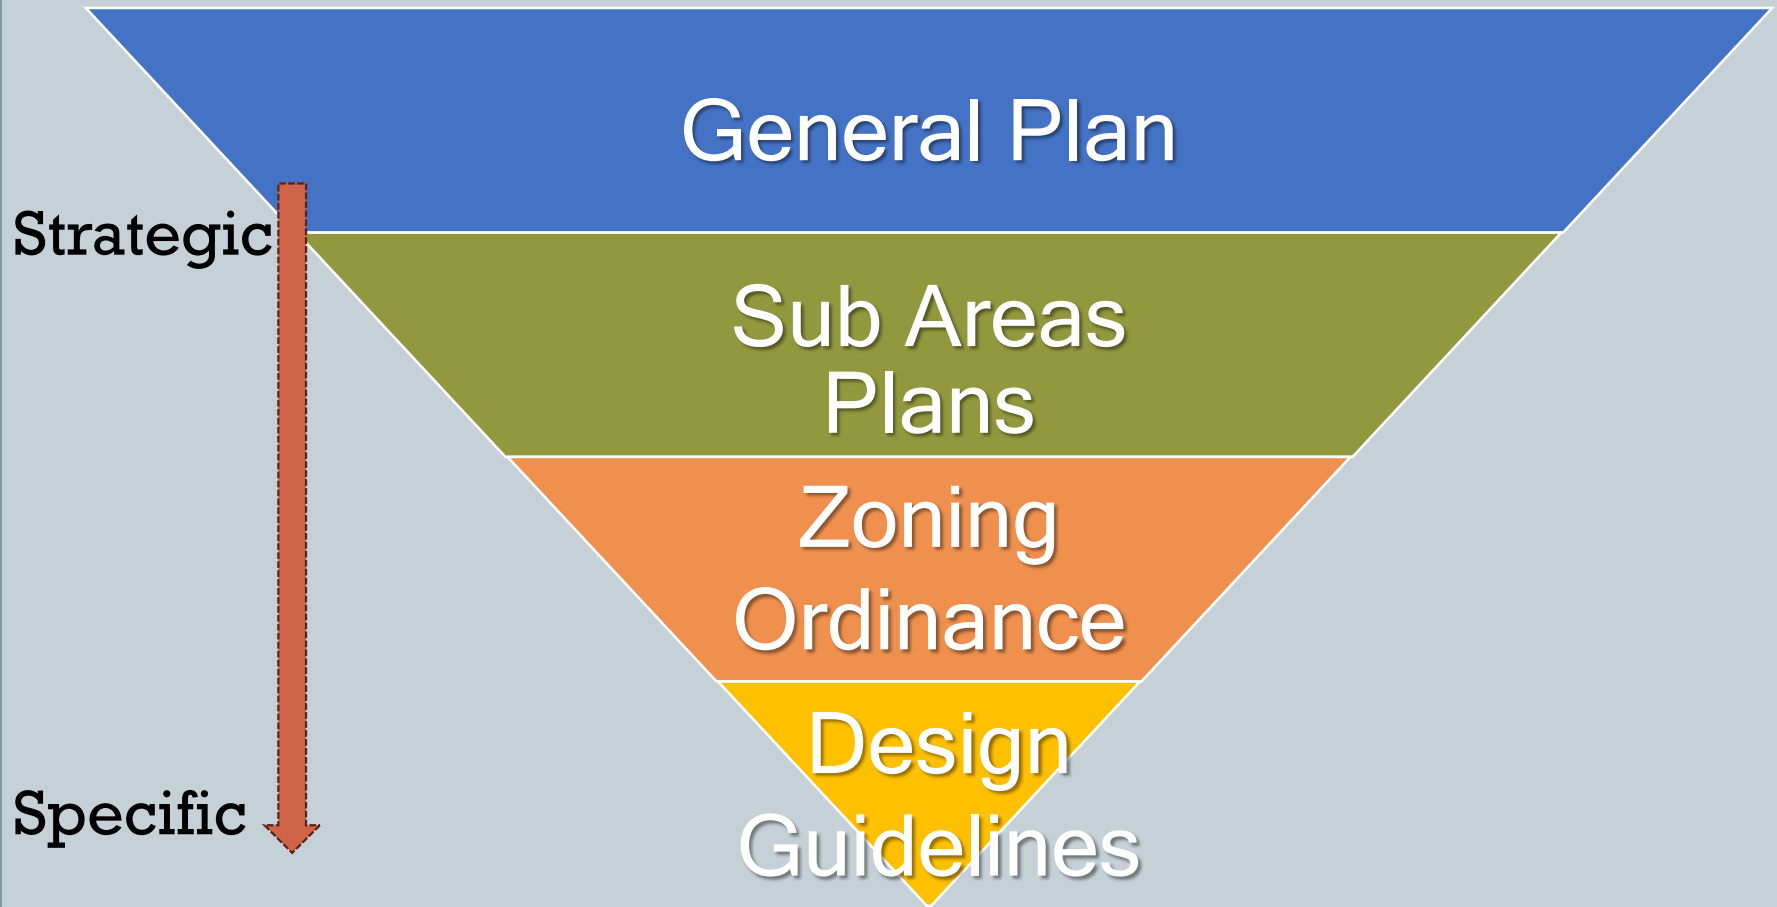 General Plan
Strategic
Sub Areas
Plans
Zoning
Ordinance
Design
Specific
Guidelines